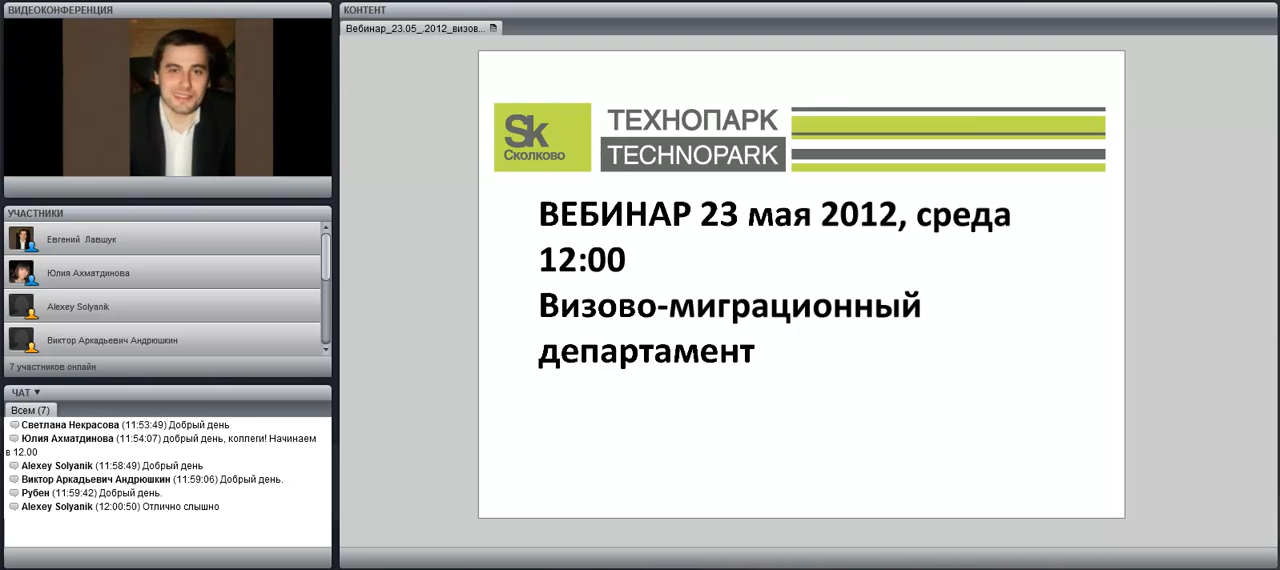 ВИДЕОКОНФЕРЕНЦИЯ
УЧАСТНИКИ
Евгений Лавшук
Юлия Ахматдинова
Alexey Solyanik
Виктор Аркадьевич Андрюшкин
7 участников онлайн
ЧАТ
Всем (7)
Светлана Некрасова (11:53:49) Добрый день
Юлия Ахматдинова (11:54:07) добрый день, коллеги! Начинаем
в 12.00
Alexey Solyanik (11:58:49) Добрый день
Виктор Аркадьевич Андрюшкин (11:59:06) Добрый день.
Рубен (11:59:42) Добрый день.
Alexey Solyanik (12:00:50) Отлично слышно
КОНТЕНТ
Вебинар_23.05_.2012_визов...
Sk
Сколково
ТЕХНОПАРК
TECHNOPARK
ВЕБИНАР 23 мая 2012, среда
12:00
Визово-миграционный
департамент